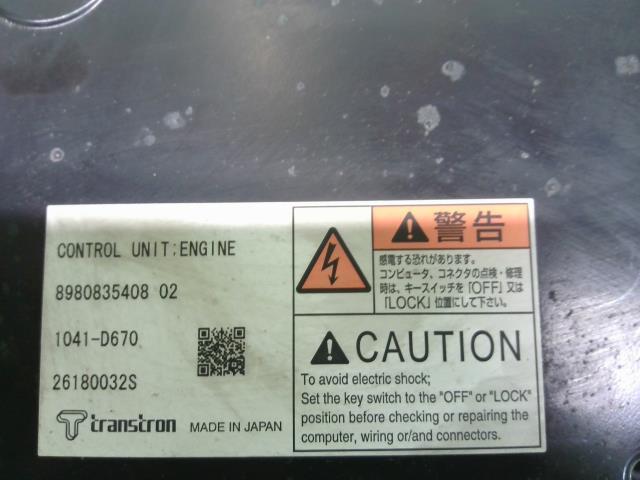 CONTROL UNIT:ENGINE
8980835408 02
1041-D670
26180032S
transtron MADE IN JAPAN
警告
感電する恐れがあります。
コンピュータ、コネクタの点検・修理
時は、キースイッチを「OFF」又は
「LOCK」位置にして下さい。
CAUTION
To avoid electric shock;
Set the key switch to the "OFF" or "LOCK"
position before checking or repairing the
computer, wiring or/and connectors.